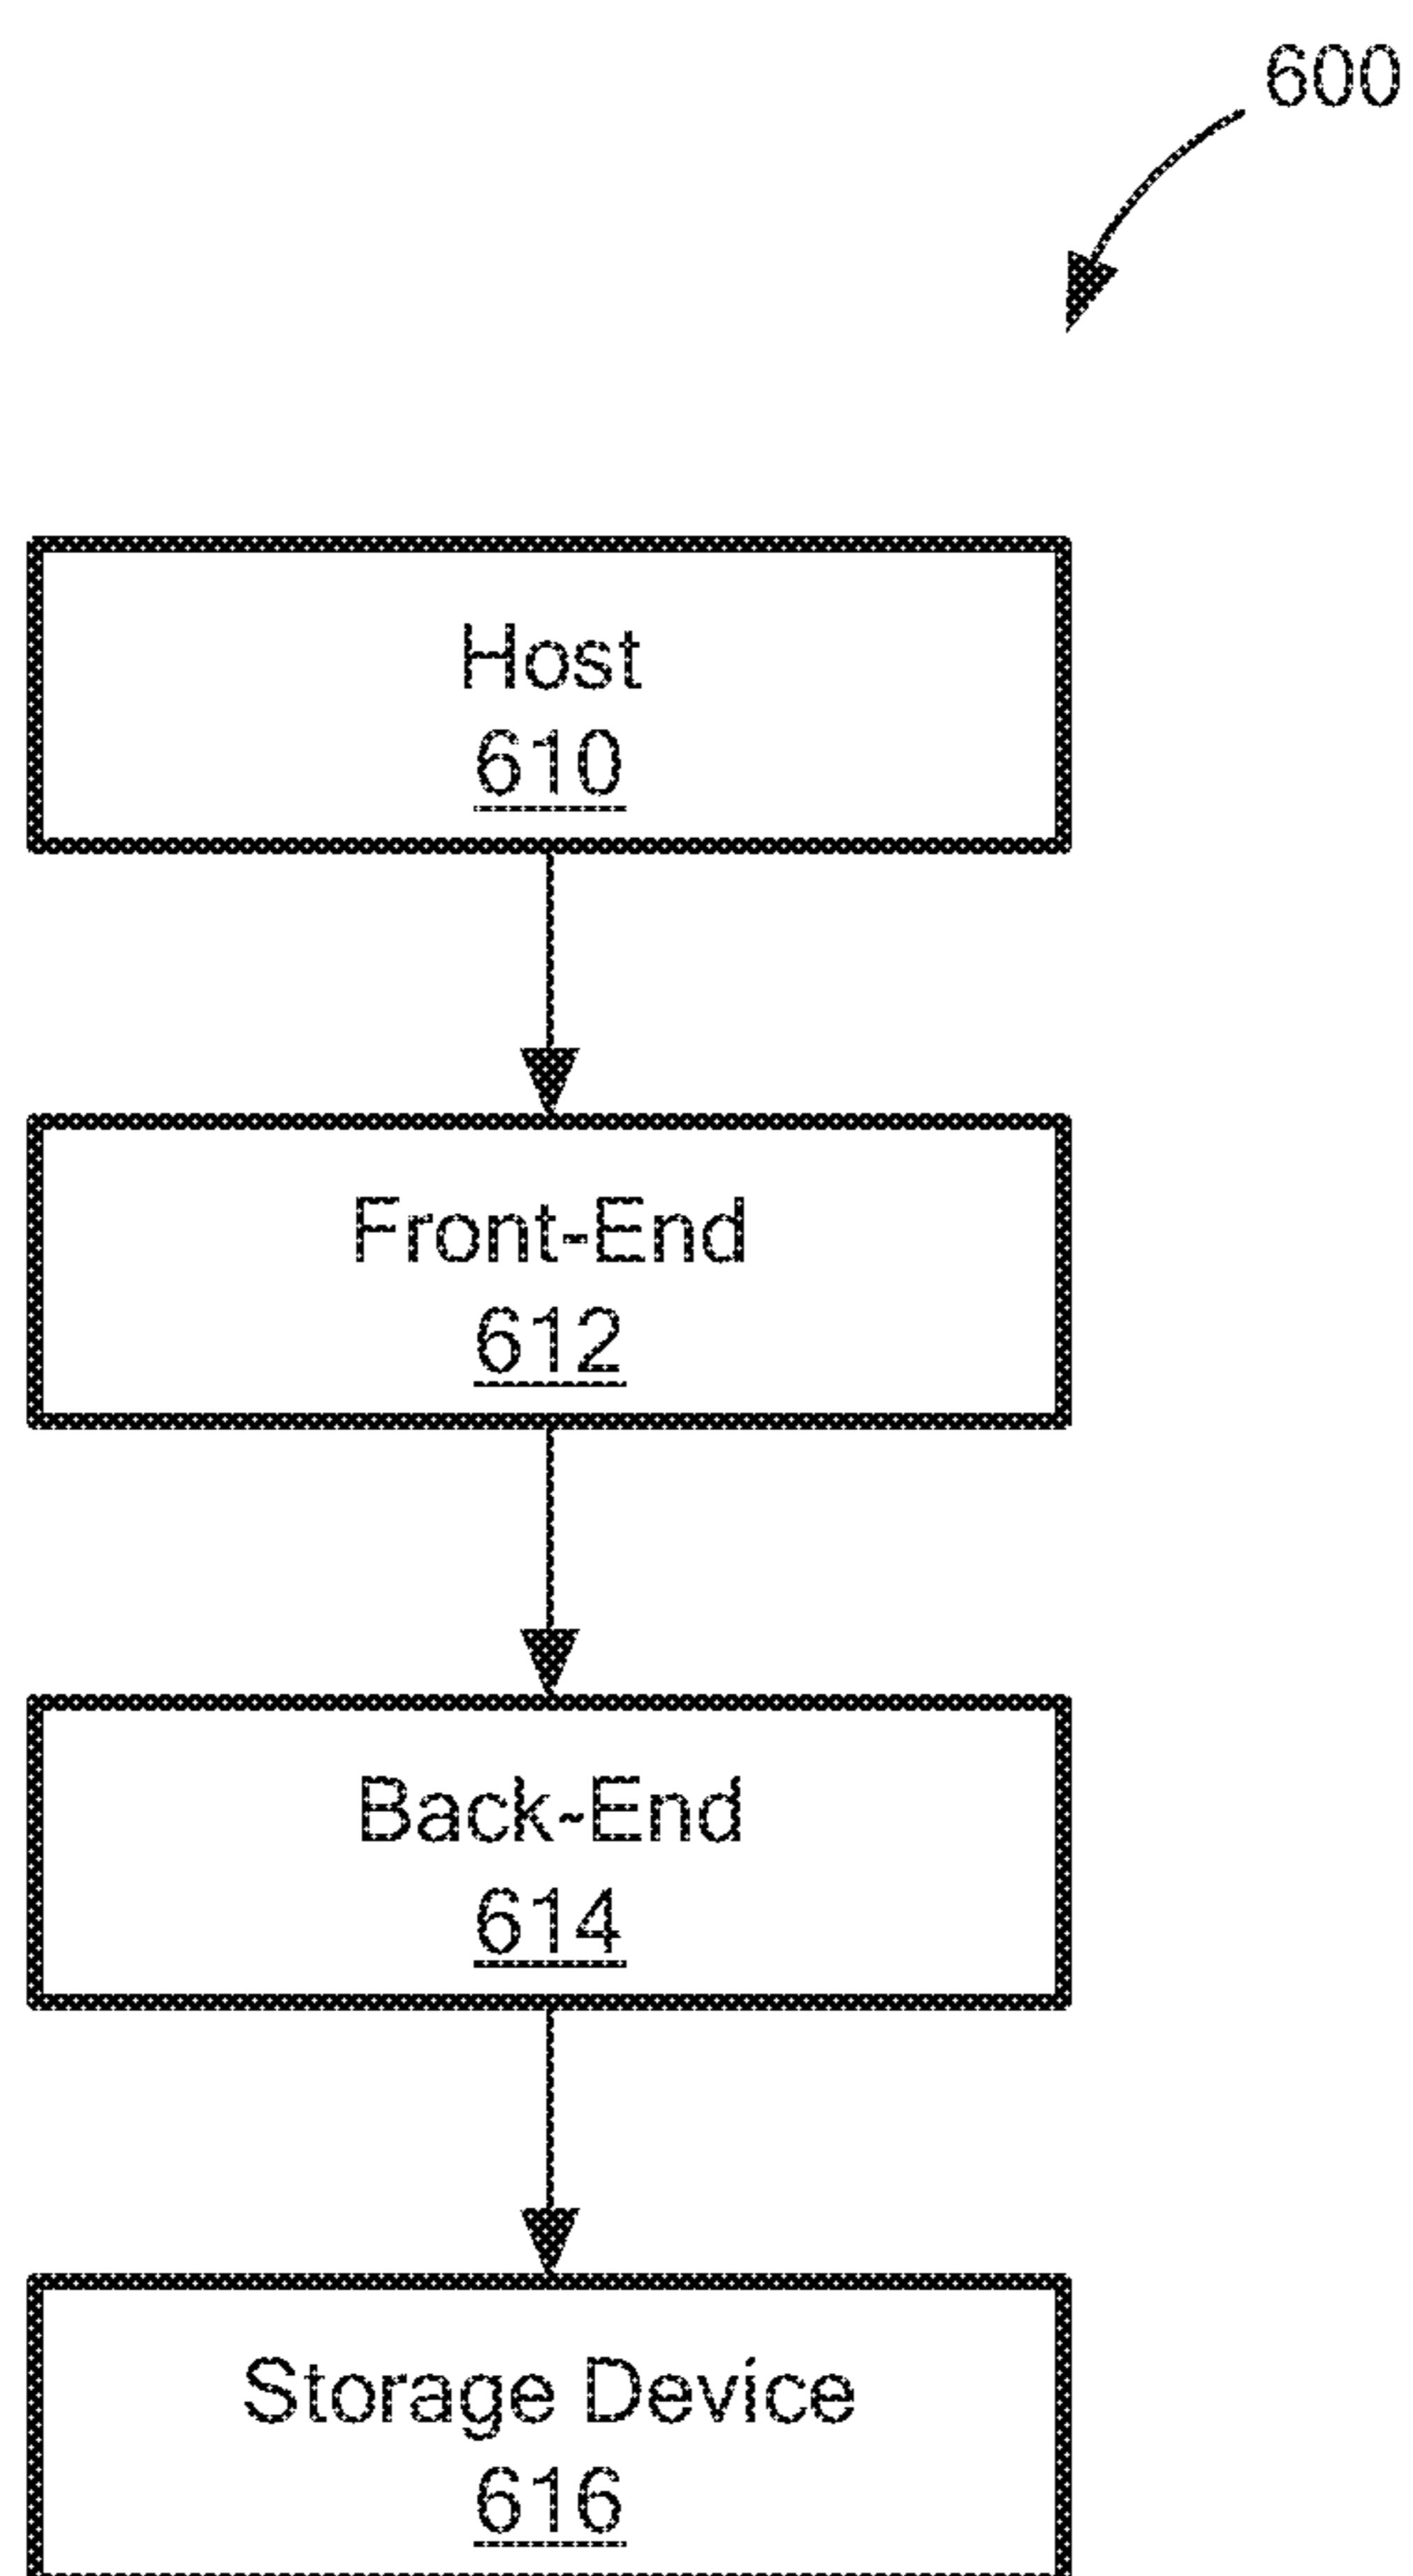 600
Host
610
Front-End
612
Back-End
614
Storage Device
616